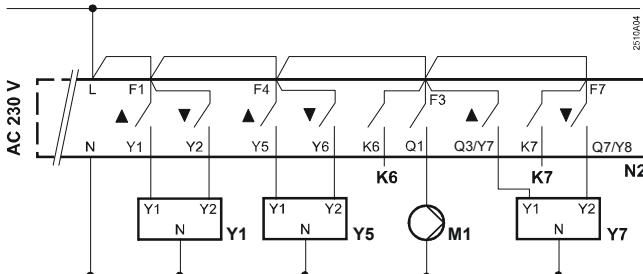 2510A04
AC 230 V
L F1 F4 F3 F7
N Y1 Y2 Y5 Y6 K6 Q1 Q3/Y7 K7 Q7/Y8
K6 K7 N2
Y1 Y2 Y1 Y2 Y1 Y2
N Y1 N Y5 M1 N Y7